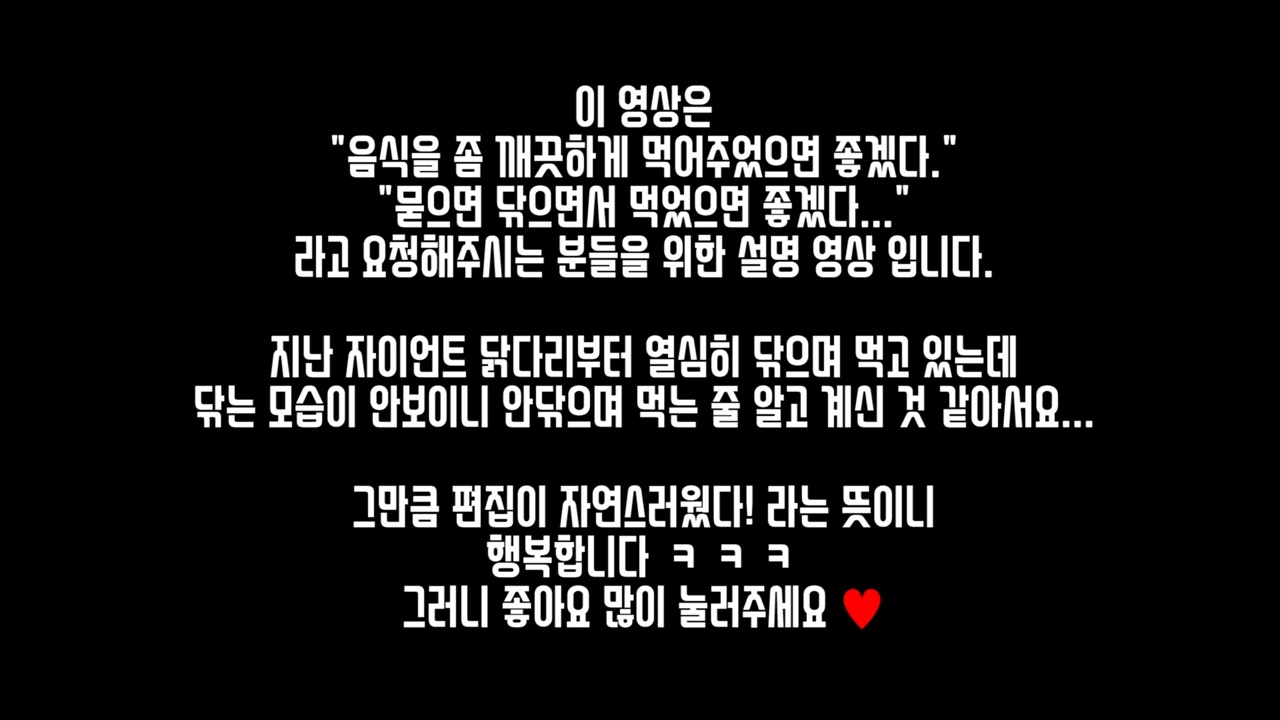 이 영상은
"음식을 좀 깨끗하게 먹어주었으면 좋겠다."
"묻으면 닦으면서 먹었으면 좋겠다..."
라고 요청해주시는 분들을 위한 설명 영상 입니다.
지난 자이언트 닭다리부터 열심히 닦으며 먹고 있는데
닦는 모습이 안보이니 안닦으며 먹는 줄 알고 계신 것 같아서요...
그만큼 편집이 자연스러웠다! 라는 뜻이니
행복합니다 ㅋ ㅋ ㅋ
그러니 좋아요 많이 눌러주세요 ♥